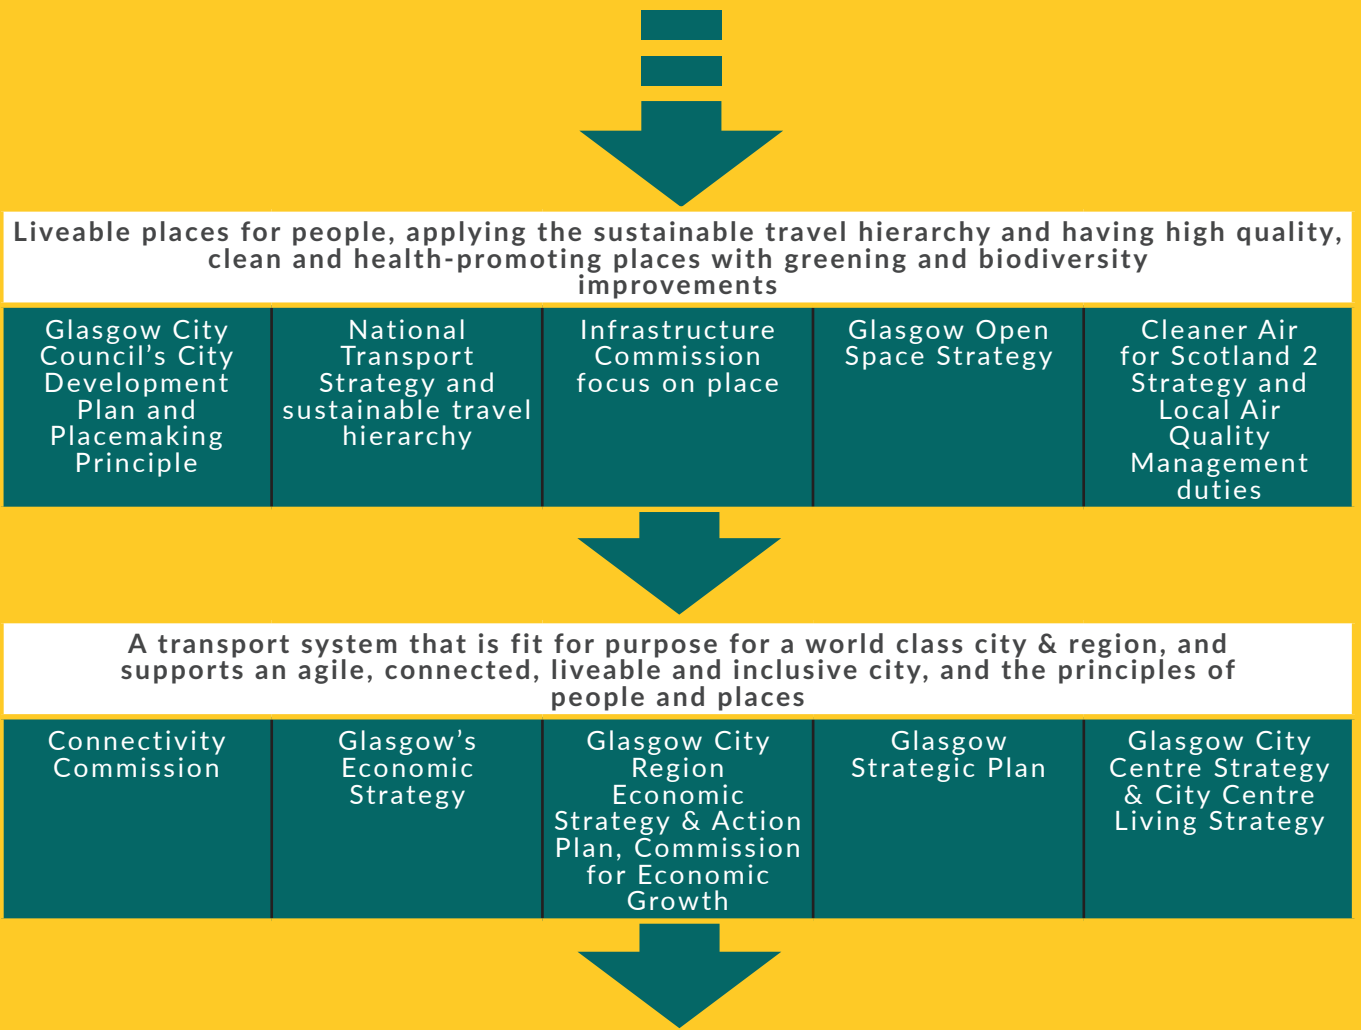 Liveable places for people, applying the sustainable travel hierarchy and having high quality,
clean and health-promoting places with greening and biodiversity
improvements
Glasgow City
Council’s City
Development
Plan and
Placemaking
Principle
National
Transport
Strategy and
sustainable travel
hierarchy
Infrastructure
Commission
focus on place
Glasgow Open
Space Strategy
Cleaner Air
for Scotland 2
Strategy and
Local Air
Quality
Management
duties
A transport system that is fit for purpose for a world class city & region, and
supports an agile, connected, liveable and inclusive city, and the principles of
people and places
Connectivity
Commission
Glasgow’s
Economic
Strategy
Glasgow City
Region
Economic
Strategy & Action
Plan, Commission
for Economic
Growth
Glasgow
Strategic Plan
Glasgow City
Centre Strategy
& City Centre
Living Strategy